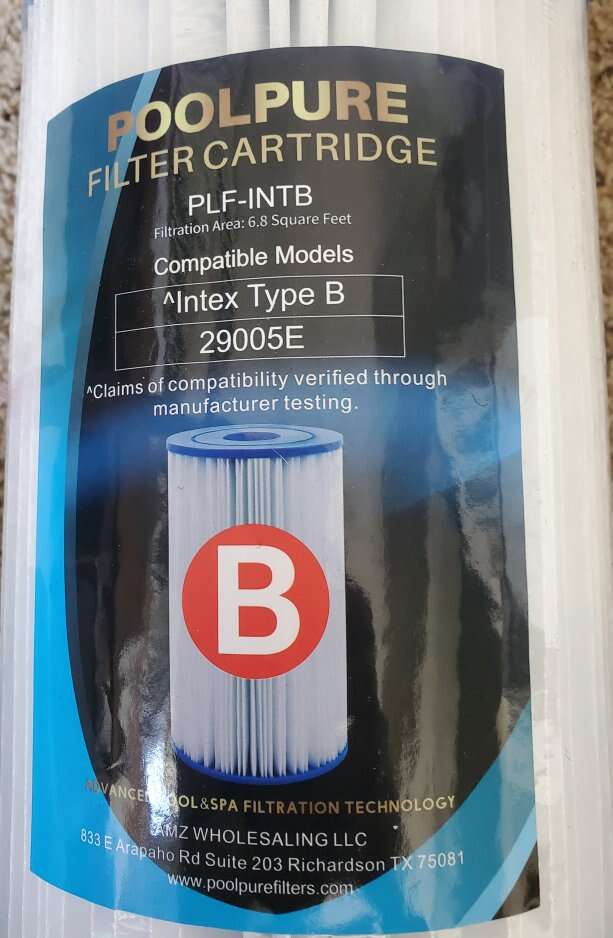 POOLPURE
FILTER CARTRIDGE
PLF-INTB
Filtration Area: 6.8 Square Feet
Compatible Models
^Intex Type B
29005E
^Claims of compatibility verified through
manufacturer testing.
B
ADVANCED POOL&SPA FILTRATION TECHNOLOGY
AMZ WHOLESALING LLC
833 E Arapaho Rd Suite 203 Richardson TX 75081
www.poolpurefilters.com